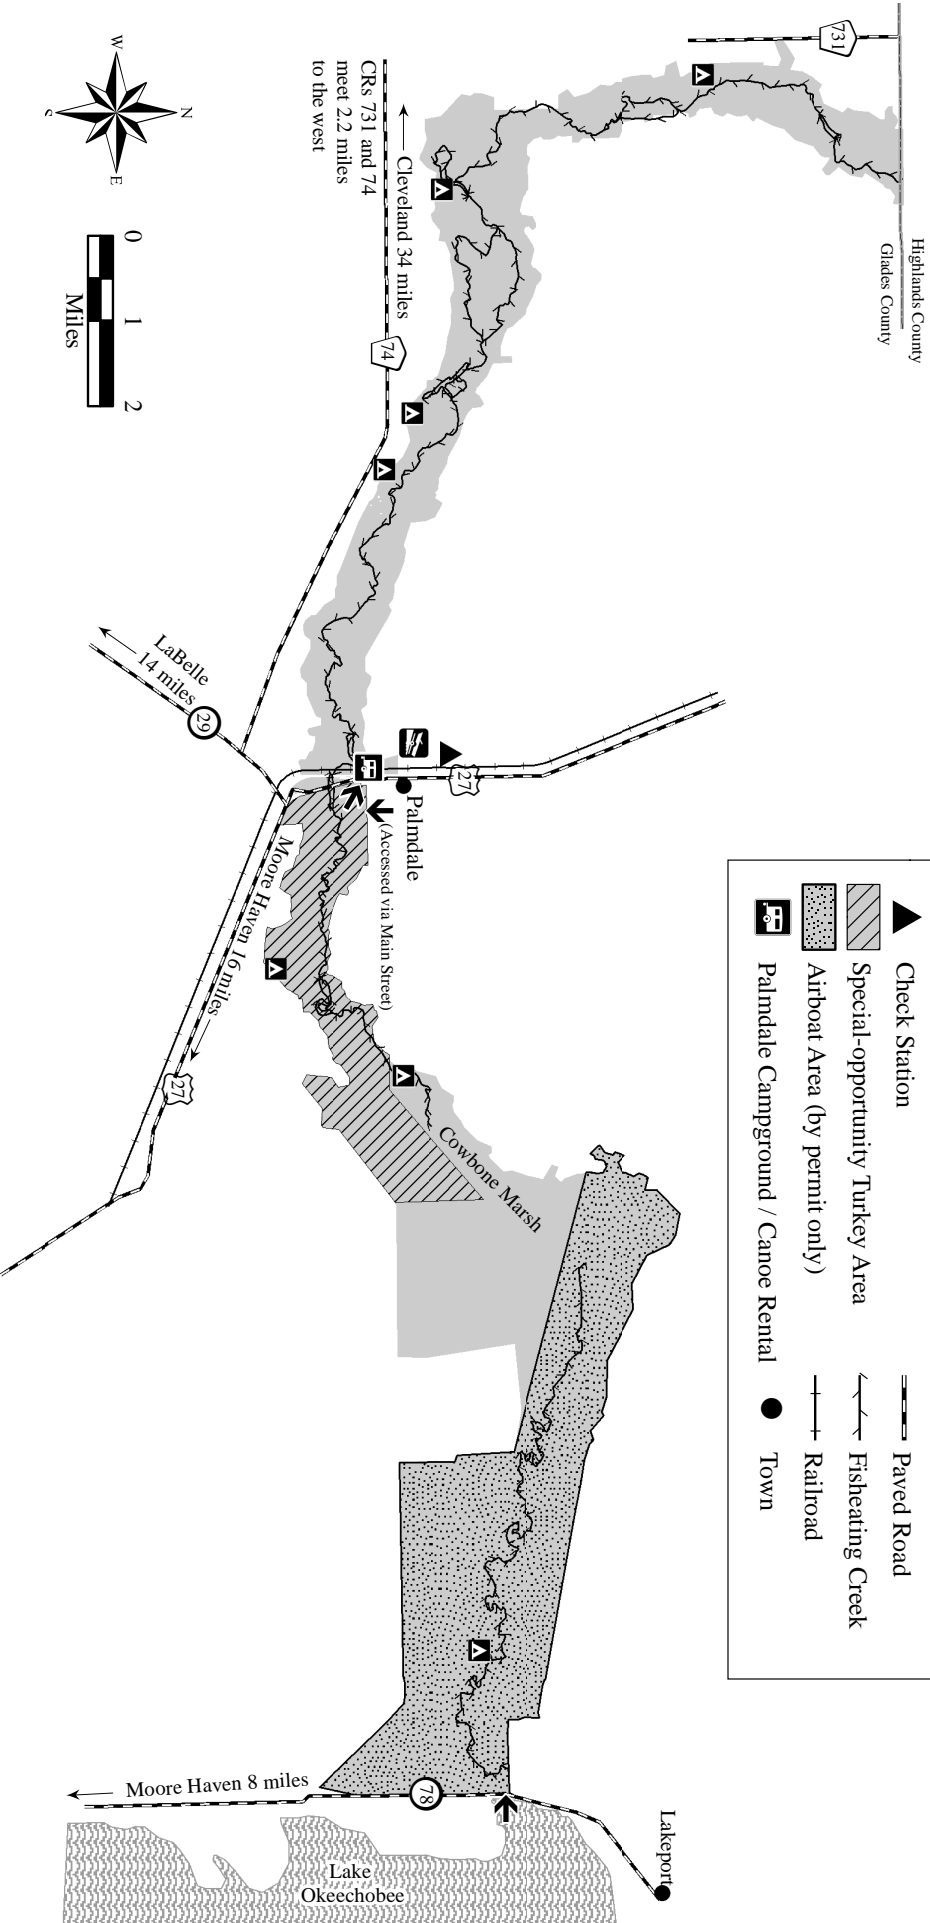 Highlands County
Glades County
731
Cleveland 34 miles
CRs 731 and 74
meet 2.2 miles
to the west
74
N
W
E
S
0
1
2
Miles
LaBelle
14 miles
29
27
Palmdale
(Accessed via Main Street)
Moore Haven 16 miles
27
Cowbone Marsh
Check Station
Special-opportunity Turkey Area
Airboat Area (by permit only)
Palmdale Campground / Canoe Rental
Paved Road
Fisheating Creek
Railroad
Town
Moore Haven 8 miles
78
Lakeport
Lake
Okeechobee